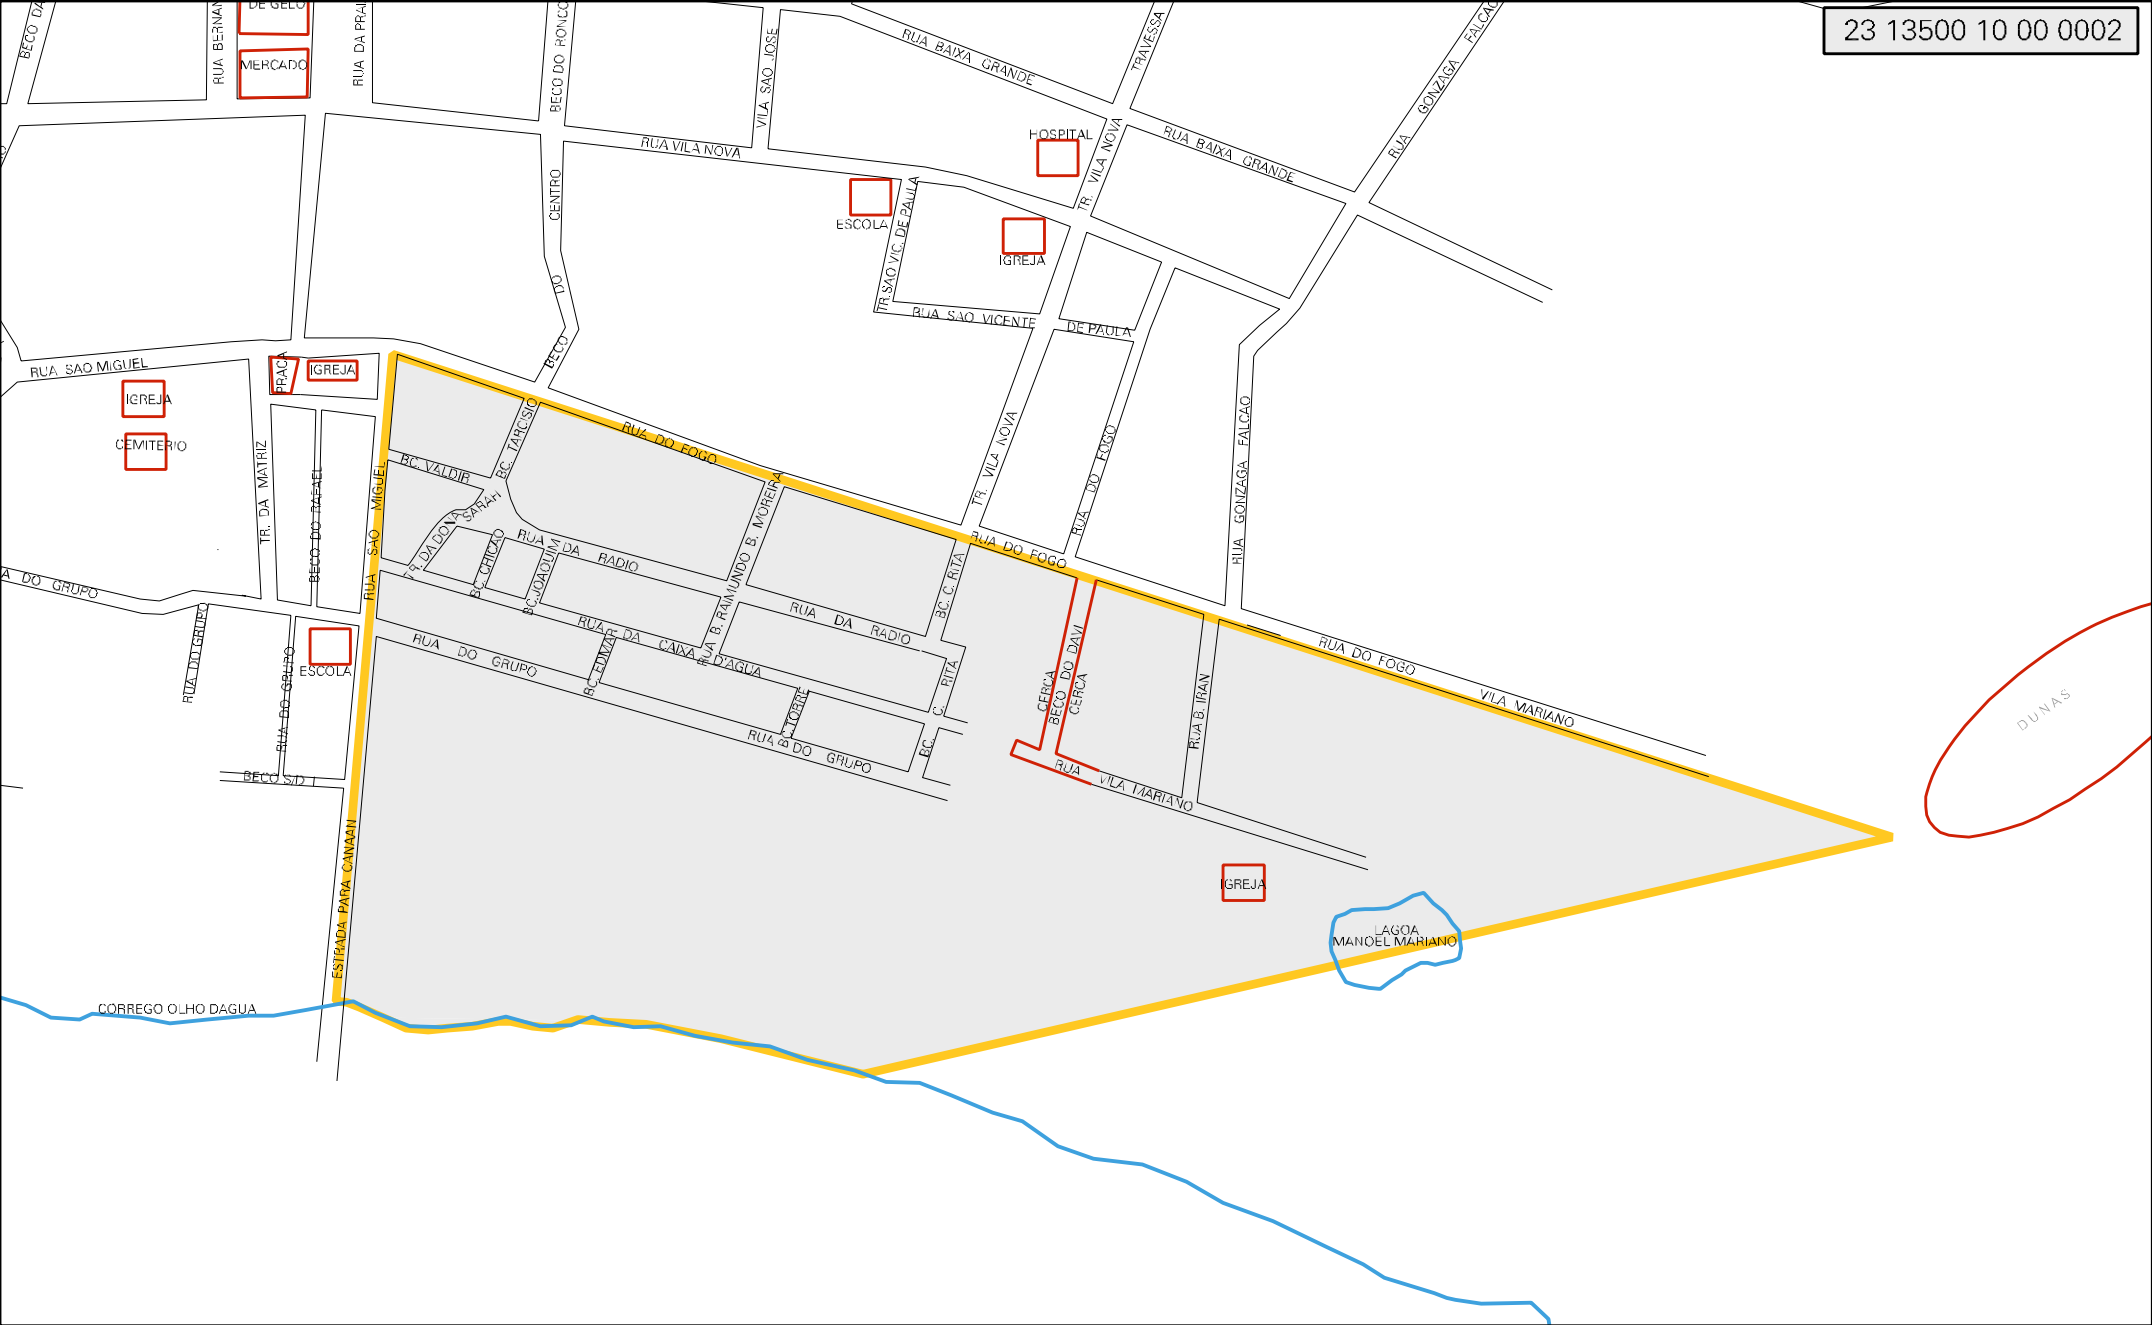 DE GELO
MERCADO
BECO DA
RUA BERNAN
RUA DA PRAI
BECO DO RONCO
VILA SAO JOSE
RUA BAIXA GRANDE
TRAVESSA
RUA GONZAGA FALCAO
23 13500 10 00 0002
HOSPITAL
RUA VILA NOVA
TR. VILA NOVA
RUA BAIXA GRANDE
ESCOLA
TR.SAO VIC. DE PAULA
IGREJA
BECO DO CENTRO
RUA SAO VICENTE DE PAULA
RUA SAO MIGUEL
PRACA
IGREJA
IGREJA
CEMITERIO
TR. DA MATRIZ
BECO DO RAFAEL
RUA SAO MIGUEL
BC. TARCISIO
BC. VALDIR
RUA DO FOGO
TR. VILA NOVA
RUA DO FOGO
RUA GONZAGA FALCAO
TR. DA DONA SARAH
BC. CHICAO
BC.JOAQUIM
RUA DA RADIO
RUA B. RAIMUNDO B. MOREIRA
RUA DO FOGO
BC. C. RITA
A DO GRUPO
RUA DO GRUPO
RUA DO GRUPO
ESCOLA
BECO S/D
RUA DA CAIXA D'AGUA
RUA DA RADIO
RUA DO GRUPO
BC. EDMAR
BC.TORRE
RUA DO GRUPO
BC. C. RITA
CERCA
BECO DO DAVI
CERCA
RUA B. IRAN
RUA VILA MARIANO
RUA DO FOGO
VILA MARIANO
DUNAS
ESTRADA PARA CANAAN
IGREJA
LAGOA
MANOEL MARIANO
CORREGO OLHO DAGUA